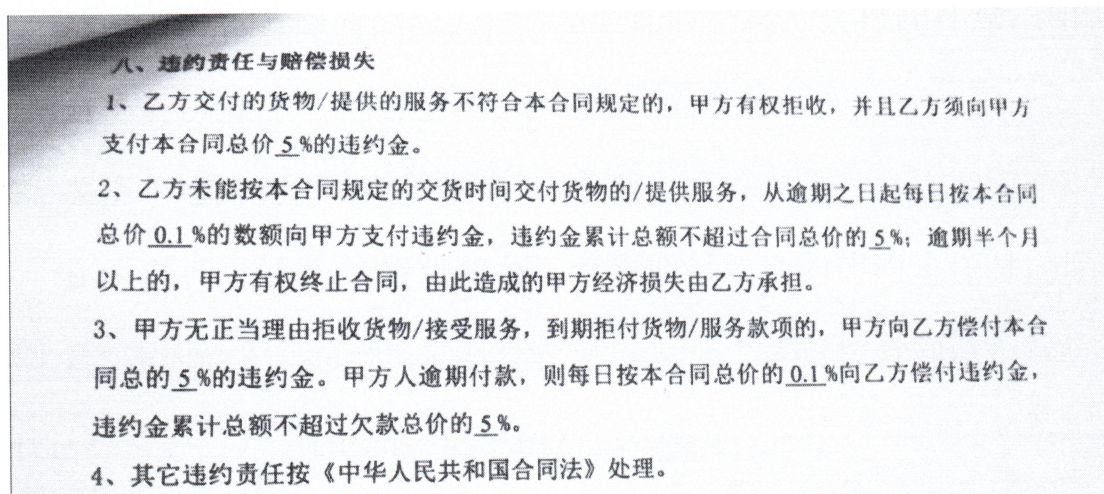 八、违约责任与赔偿损失
1、乙方交付的货物/提供的服务不符合本合同规定的，甲方有权拒收，并且乙方须向甲方
支付本合同总价 5 %的违约金。
2、乙方未能按本合同规定的交货时间交付货物的/提供服务，从逾期之日起每日按本合同
总价 0.1 %的数额向甲方支付违约金，违约金累计总额不超过合同总价的 5 %；逾期半个月
以上的，甲方有权终止合同，由此造成的甲方经济损失由乙方承担。
3、甲方无正当理由拒收货物/接受服务，到期拒付货物/服务款项的，甲方向乙方偿付本合
同总的 5 %的违约金。甲方人逾期付款，则每日按本合同总价的 0.1 %向乙方偿付违约金，
违约金累计总额不超过欠款总价的 5 %。
4、其它违约责任按《中华人民共和国合同法》处理。